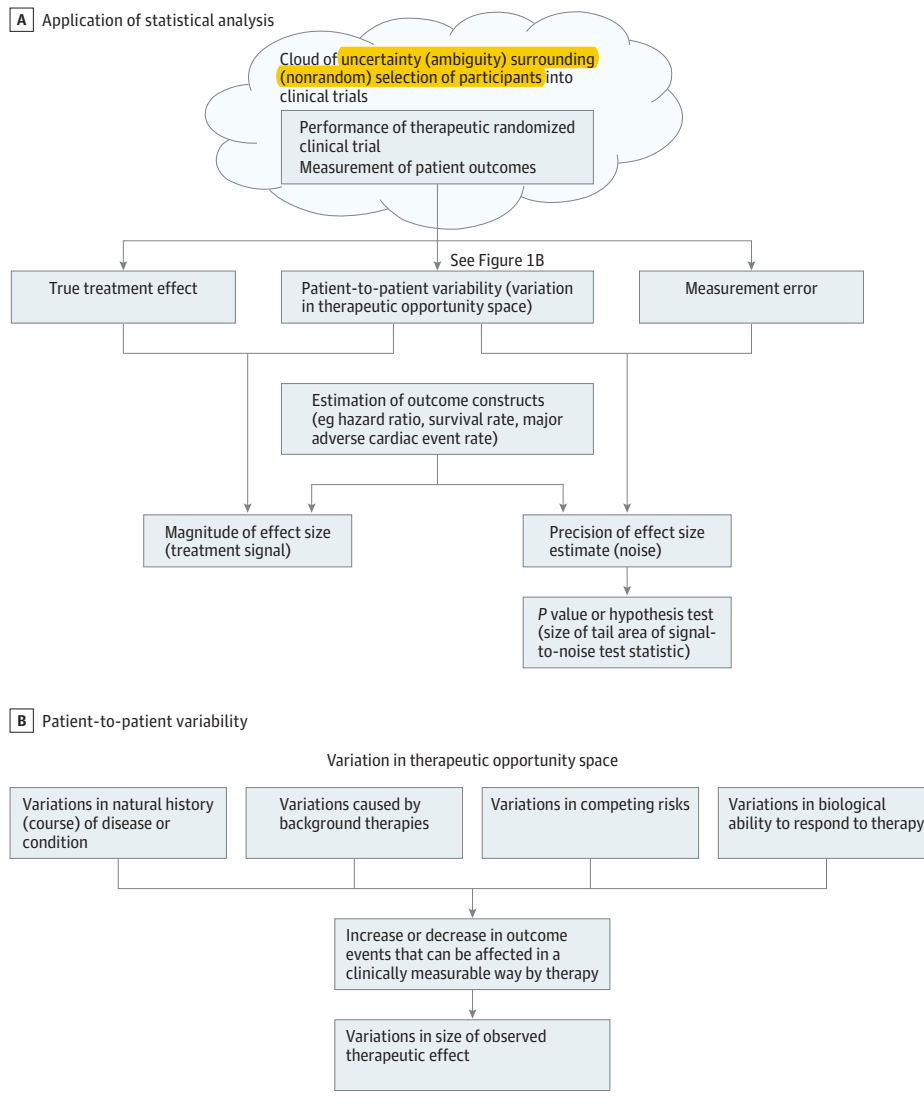 A Application of statistical analysis
Cloud of uncertainty (ambiguity) surrounding
(nonrandom) selection of participants into
clinical trials
Performance of therapeutic randomized
clinical trial
Measurement of patient outcomes
See Figure 1B
True treatment effect
Patient-to-patient variability (variation
in therapeutic opportunity space)
Measurement error
Estimation of outcome constructs
(eg hazard ratio, survival rate, major
adverse cardiac event rate)
Magnitude of effect size
(treatment signal)
Precision of effect size
estimate (noise)
P value or hypothesis test
(size of tail area of signal-
to-noise test statistic)
B Patient-to-patient variability
Variation in therapeutic opportunity space
Variations in natural history
(course) of disease or
condition
Variations caused by
background therapies
Variations in competing risks
Variations in biological
ability to respond to therapy
Increase or decrease in outcome
events that can be affected in a
clinically measurable way by therapy
Variations in size of observed
therapeutic effect